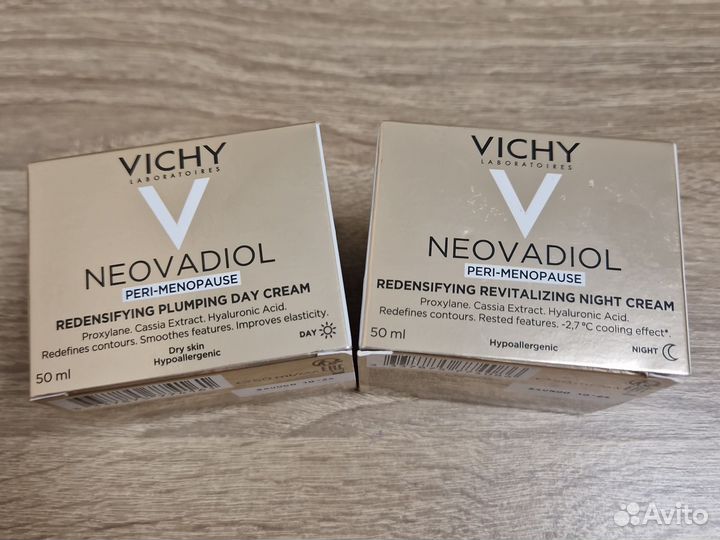 VICHY
LABORATOIRES
NEOVADIOL
PERI-MENOPAUSE
REDENSIFYING PLUMPING DAY CREAM
Proxylane. Cassia Extract. Hyaluronic Acid.
Redefines contours. Smoothes features. Improves elasticity.
Dry skin
Hypoallergenic
DAY
50 ml
VICHY
LABORATOIRES
NEOVADIOL
PERI-MENOPAUSE
REDENSIFYING REVITALIZING NIGHT CREAM
Proxylane. Cassia Extract. Hyaluronic Acid.
Redefines contours. Rested features. -2,7 °C cooling effect*.
50 ml
Hypoallergenic
NIGHT
Avito